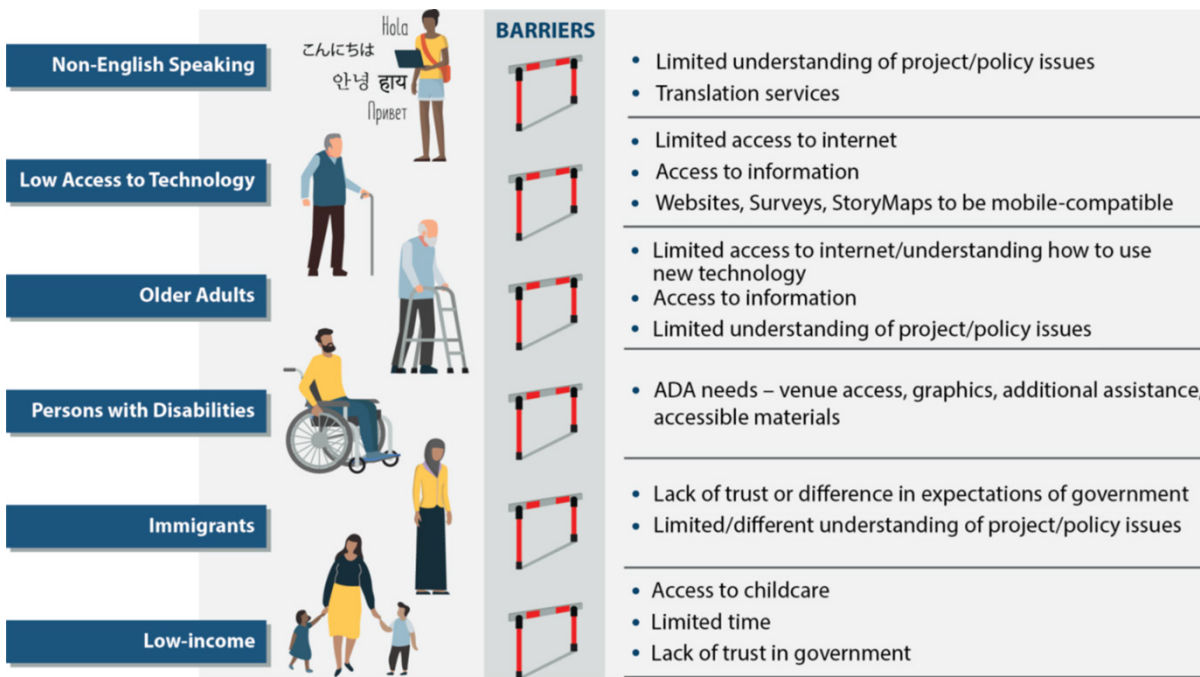 BARRIERS
Non-English Speaking
Hola
こんにちは
안녕 हाय
Привет
• Limited understanding of project/policy issues
• Translation services
Low Access to Technology
• Limited access to internet
• Access to information
• Websites, Surveys, StoryMaps to be mobile-compatible
Older Adults
• Limited access to internet/understanding how to use
new technology
• Access to information
• Limited understanding of project/policy issues
Persons with Disabilities
• ADA needs – venue access, graphics, additional assistance,
accessible materials
Immigrants
• Lack of trust or difference in expectations of government
• Limited/different understanding of project/policy issues
Low-income
• Access to childcare
• Limited time
• Lack of trust in government